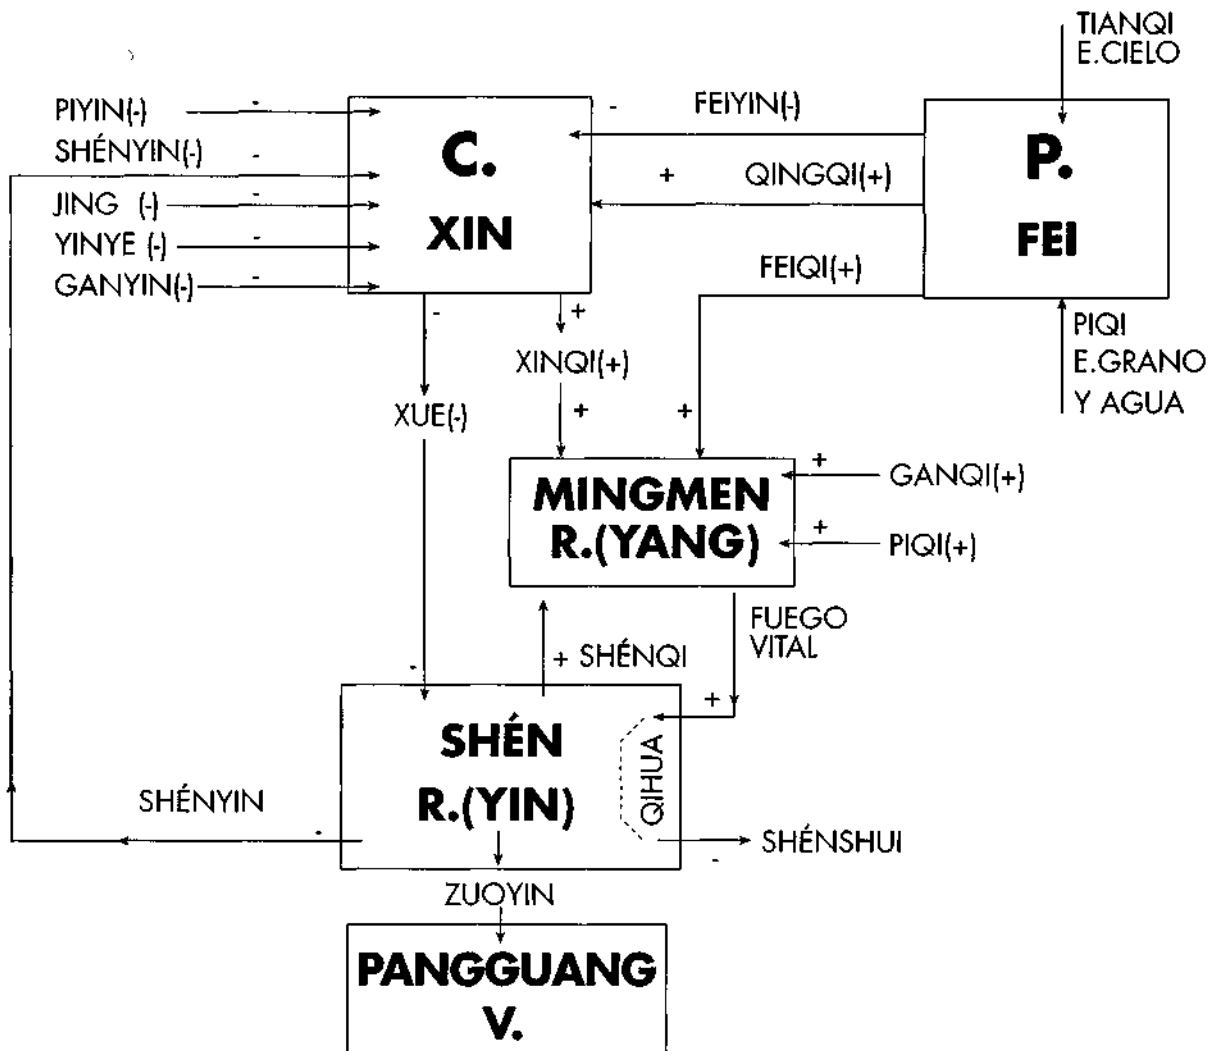 TIANQI
E.CIELO
PIYIN(-)
SHÉNYIN(-)
JING (-)
YINYE (-)
GANYIN(-)
-
-
-
-
-
C.
XIN
-
FEIYIN(-)
+
QINGQI(+)
FEIQI(+)
P.
FEI
PIQI
E.GRANO
Y AGUA
-
+
XINQI(+)
XUE(-)
+
+
MINGMEN
R.(YANG)
+
GANQI(+)
+
PIQI(+)
FUEGO
VITAL
+ SHÉNQI
-
+
SHÉN
R.(YIN)
QIHUA
SHÉNYIN
-
SHÉNSHUI
-
ZUOYIN
PANGGUANG
V.